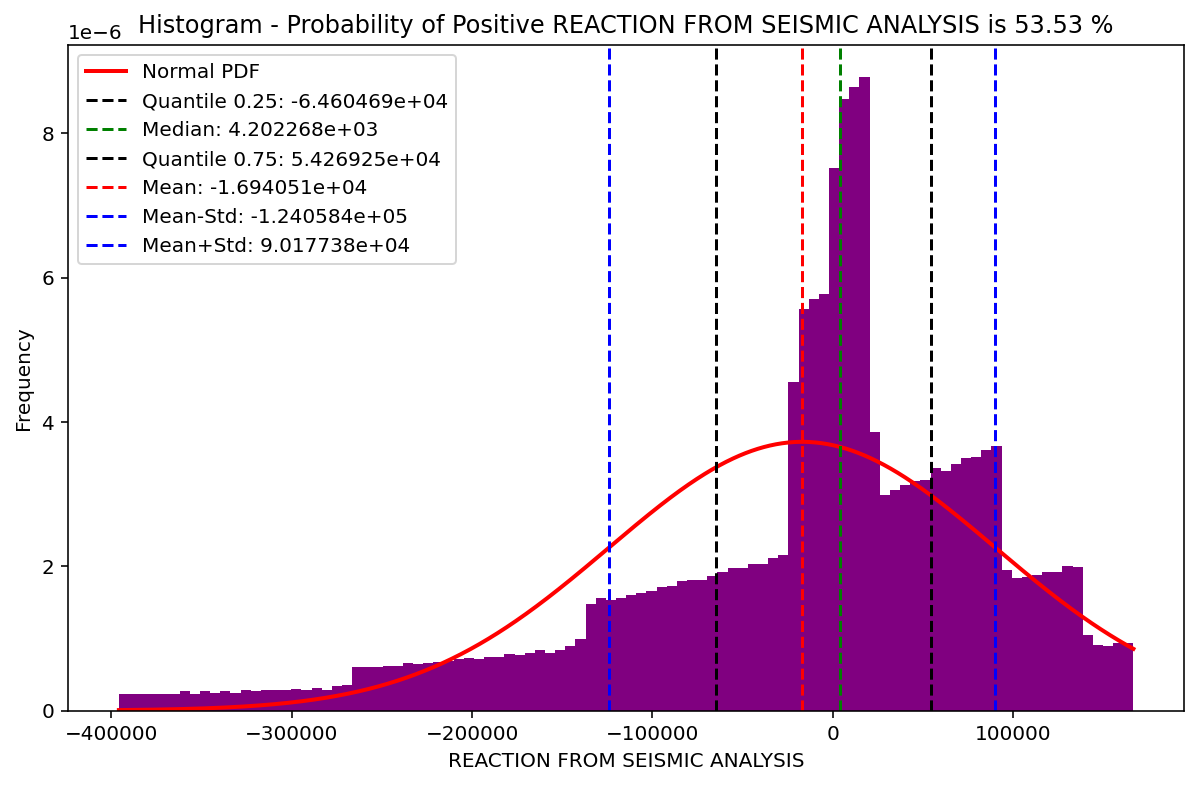 Histogram - Probability of Positive REACTION FROM SEISMIC ANALYSIS is 53.53 %
1e−6
Normal PDF
Quantile 0.25: -6.460469e+04
Median: 4.202268e+03
Quantile 0.75: 5.426925e+04
Mean: -1.694051e+04
Mean-Std: -1.240584e+05
Mean+Std: 9.017738e+04
8
6
4
2
0
Frequency
−400000 −300000 −200000 −100000 0 100000
REACTION FROM SEISMIC ANALYSIS